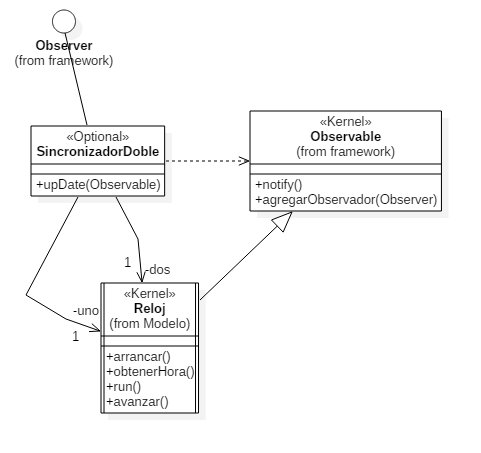 Observer
(from framework)
«Optional»
SincronizadorDoble
+upDate(Observable)
«Kernel»
Observable
(from framework)
+notify()
+agregarObservador(Observer)
1
-dos
-uno
1
«Kernel»
Reloj
(from Modelo)
+arrancar()
+obtenerHora()
+run()
+avanzar()